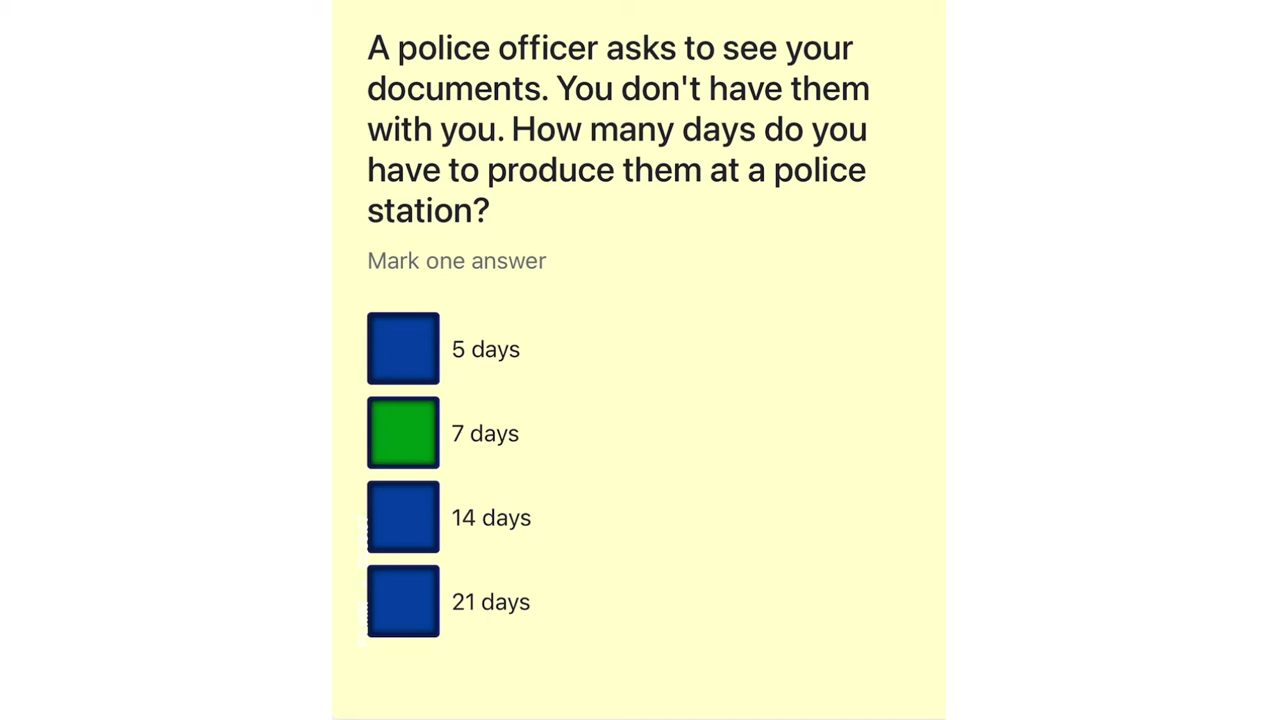 A police officer asks to see your
documents. You don't have them
with you. How many days do you
have to produce them at a police
station?
Mark one answer
5 days
7 days
14 days
21 days